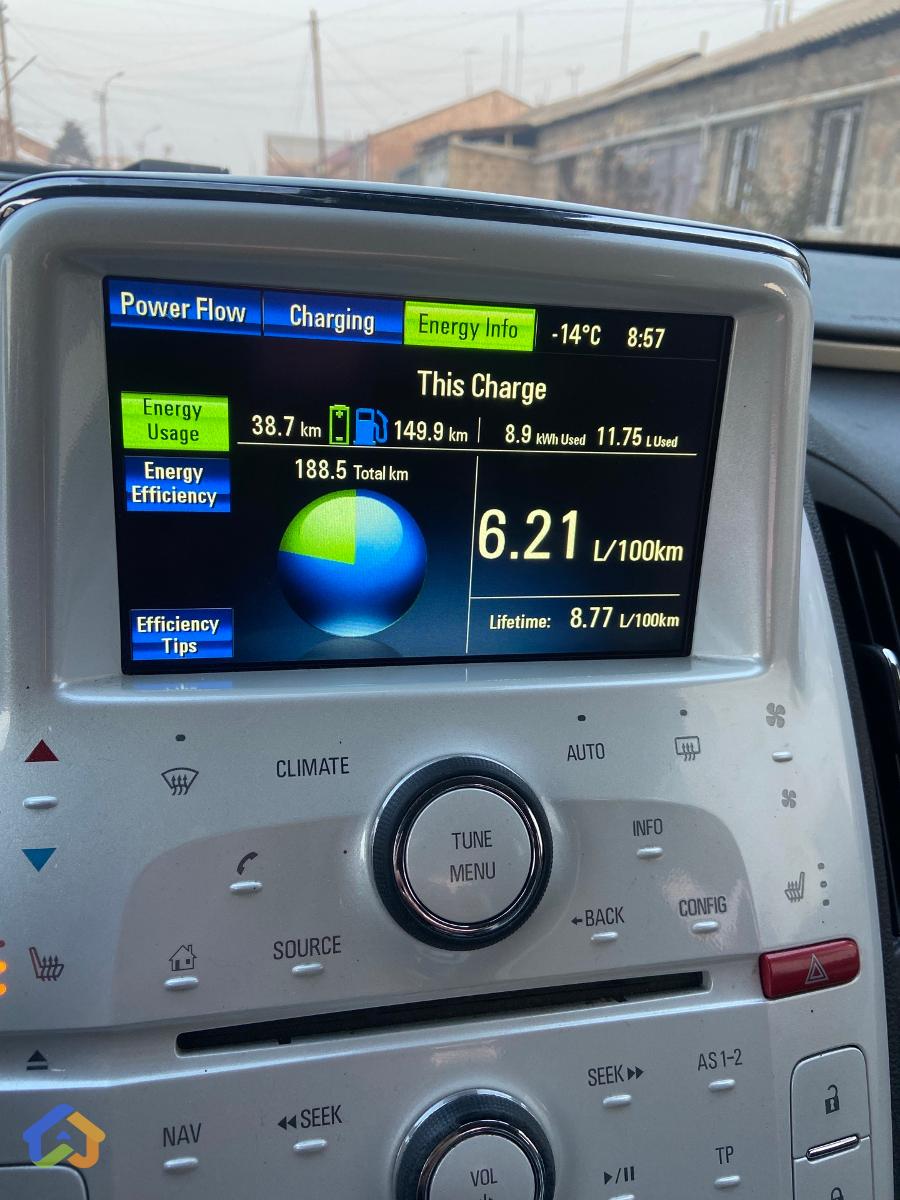 Power Flow
Charging
Energy Info
-14°C
8:57
This Charge
Energy
Usage
38.7 km
149.9 km
8.9 kWh Used
11.75 L Used
Energy
Efficiency
188.5 Total km
6.21 L/100km
Efficiency
Tips
Lifetime: 8.77 L/100km
CLIMATE
AUTO
TUNE
MENU
INFO
BACK
CONFIG
SOURCE
SEEK
AS 1-2
NAV
SEEK
VOL
TP